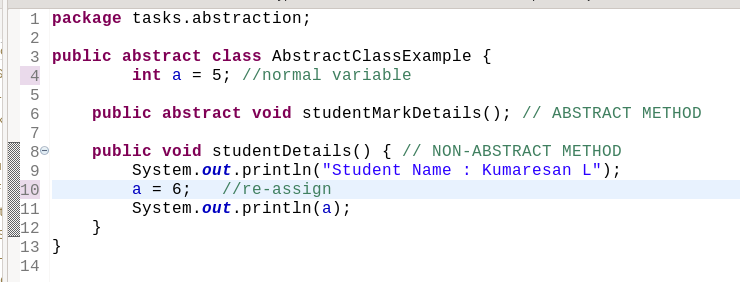 1 package tasks.abstraction;
2
3 public abstract class AbstractClassExample {
4 int a = 5; //normal variable
5
6 public abstract void studentMarkDetails(); // ABSTRACT METHOD
7
8 public void studentDetails() { // NON-ABSTRACT METHOD
9 System.out.println("Student Name : Kumaresan L");
10 a = 6; //re-assign
11 System.out.println(a);
12 }
13 }
14